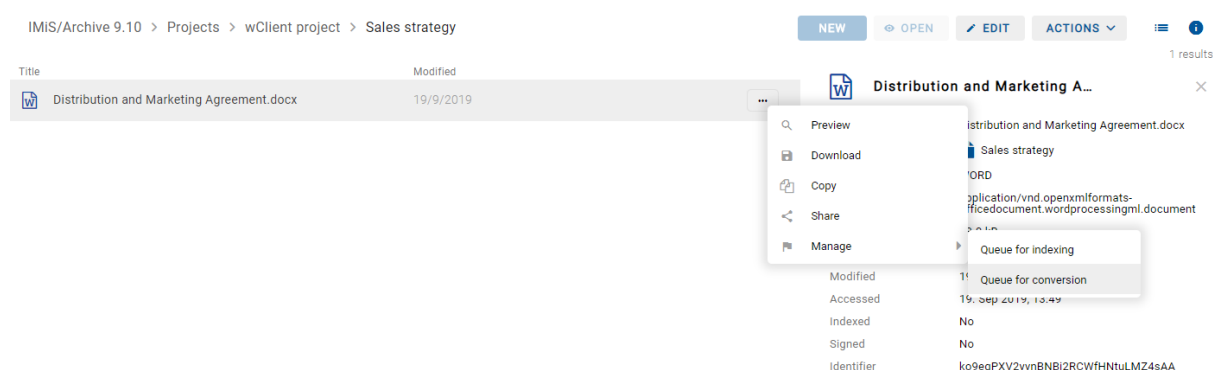 IMiS/Archive 9.10 > Projects > wClient project > Sales strategy
NEW OPEN EDIT ACTIONS
1 results
Title Modified
Distribution and Marketing Agreement.docx 19/9/2019 ...
Distribution and Marketing A...
Preview
Download
Copy
Share
Manage
istribution and Marketing Agreement.docx
Sales strategy
ORD
pplication/vnd.openxmlformats-
fficedocument.wordprocessingml.document
Queue for indexing
Queue for conversion
Modified 19
Accessed 19. Sep 2019, 13:49
Indexed No
Signed No
Identifier